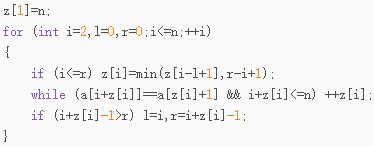 z[1]=n;
for (int i=2,l=0,r=0;i<=n;++i)
{
    if (i<=r) z[i]=min(z[i-l+1],r-i+1);
    while (a[i+z[i]]==a[z[i]+1] && i+z[i]<=n) ++z[i];
    if (i+z[i]-1>r) l=i,r=i+z[i]-1;
}